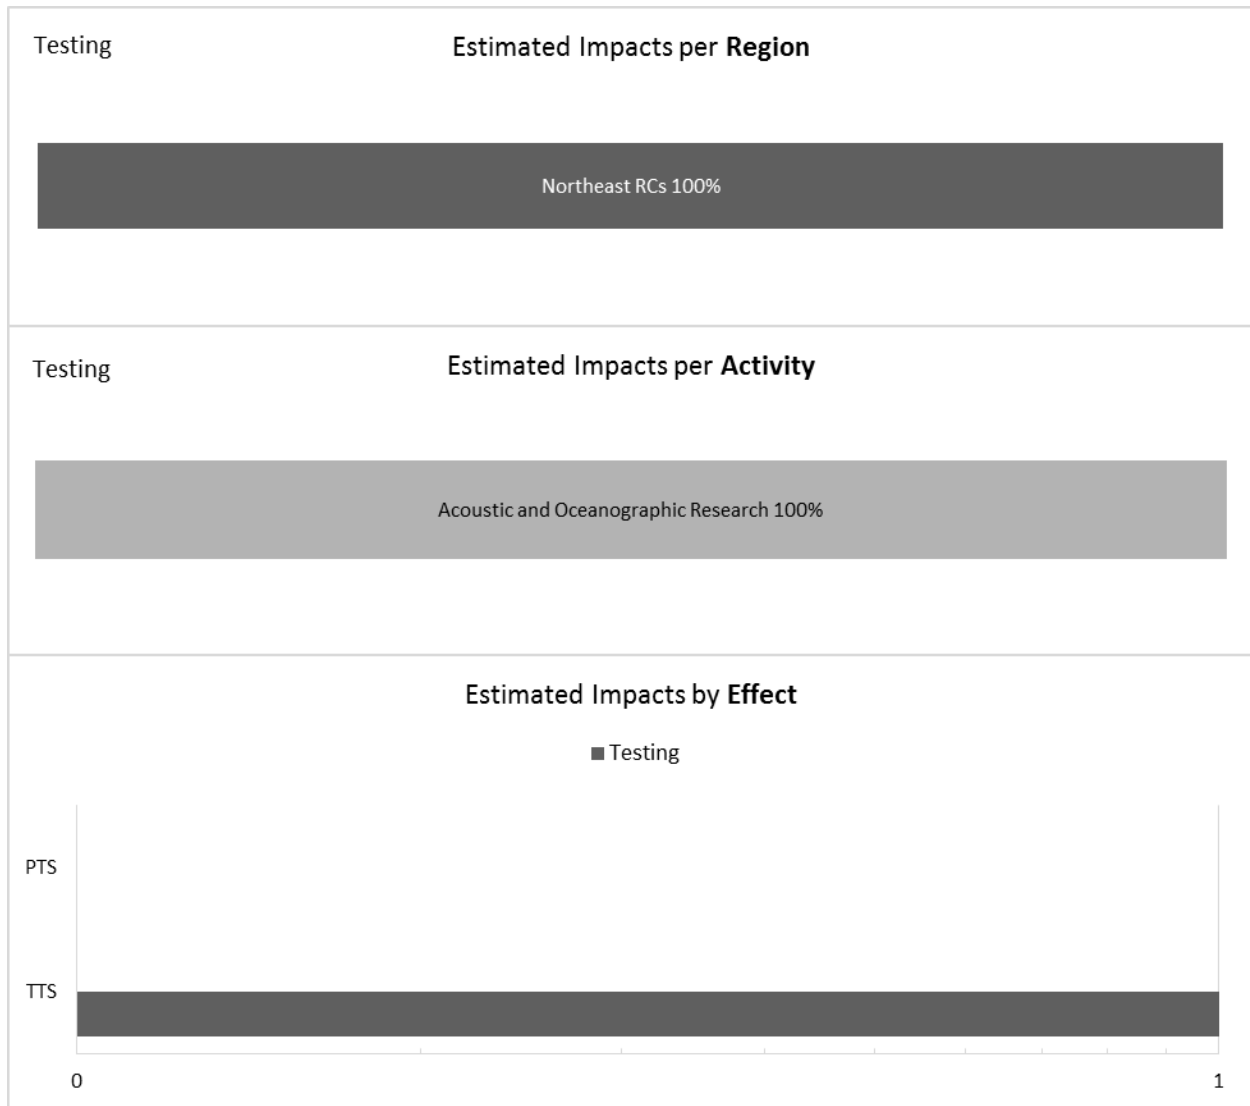 Testing
Estimated Impacts per Region
Northeast RCs 100%
Testing
Estimated Impacts per Activity
Acoustic and Oceanographic Research 100%
Estimated Impacts by Effect
Testing
PTS
TTS
0 1